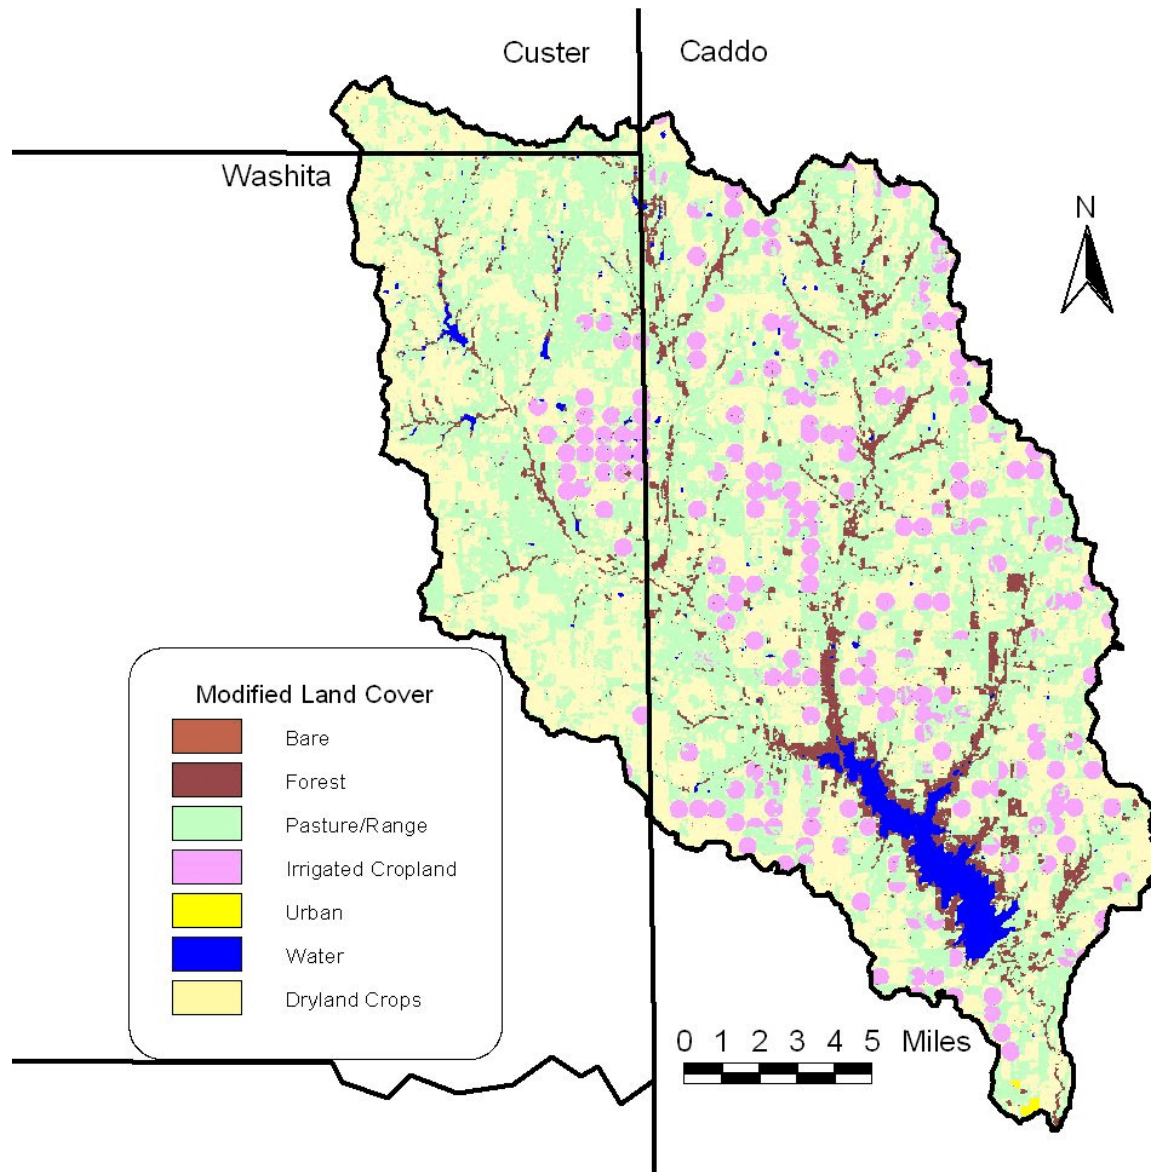 Custer Caddo
Washita
N
Modified Land Cover
Bare
Forest
Pasture/Range
Irrigated Cropland
Urban
Water
Dryland Crops
0 1 2 3 4 5 Miles